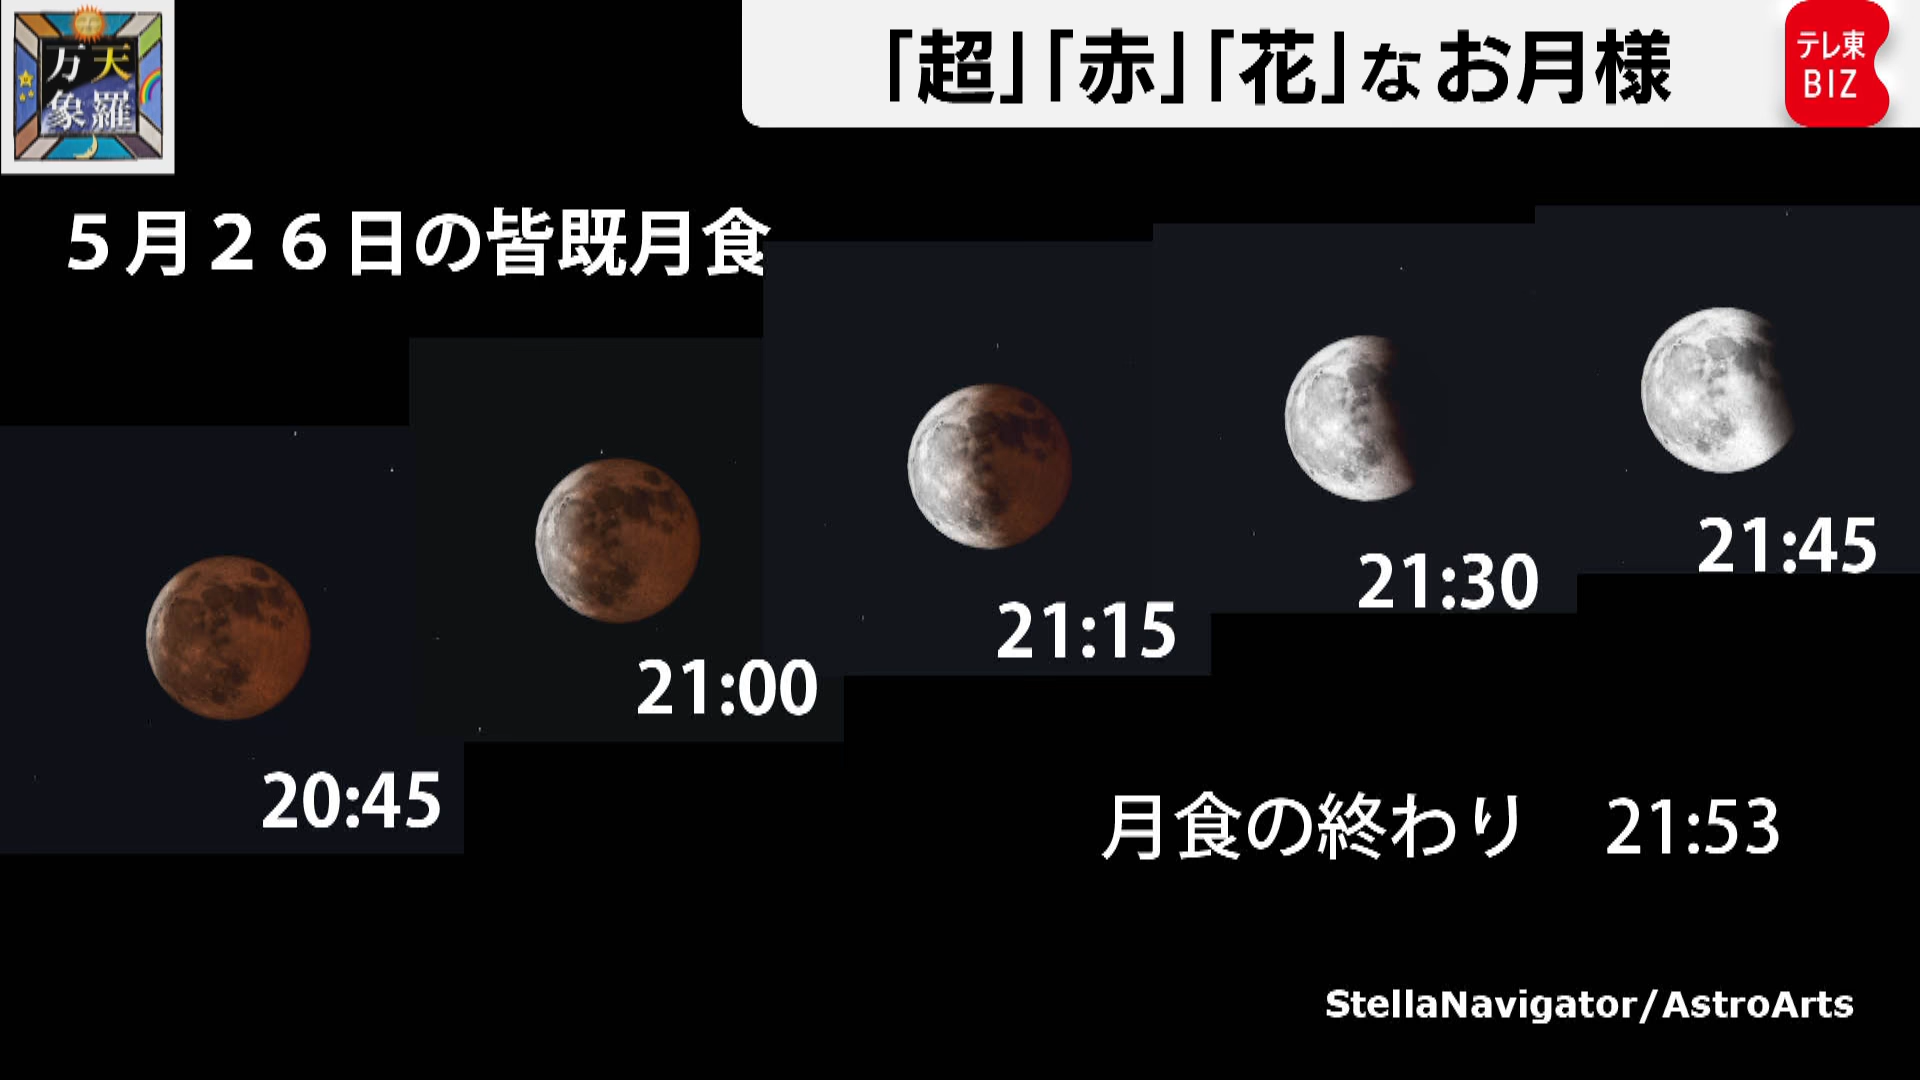 天羅
万象
「超」「赤」「花」なお月様
テレ東
BIZ
５月２６日の皆既月食
20:45
21:00
21:15
21:30
21:45
月食の終わり　21:53
StellaNavigator/AstroArts